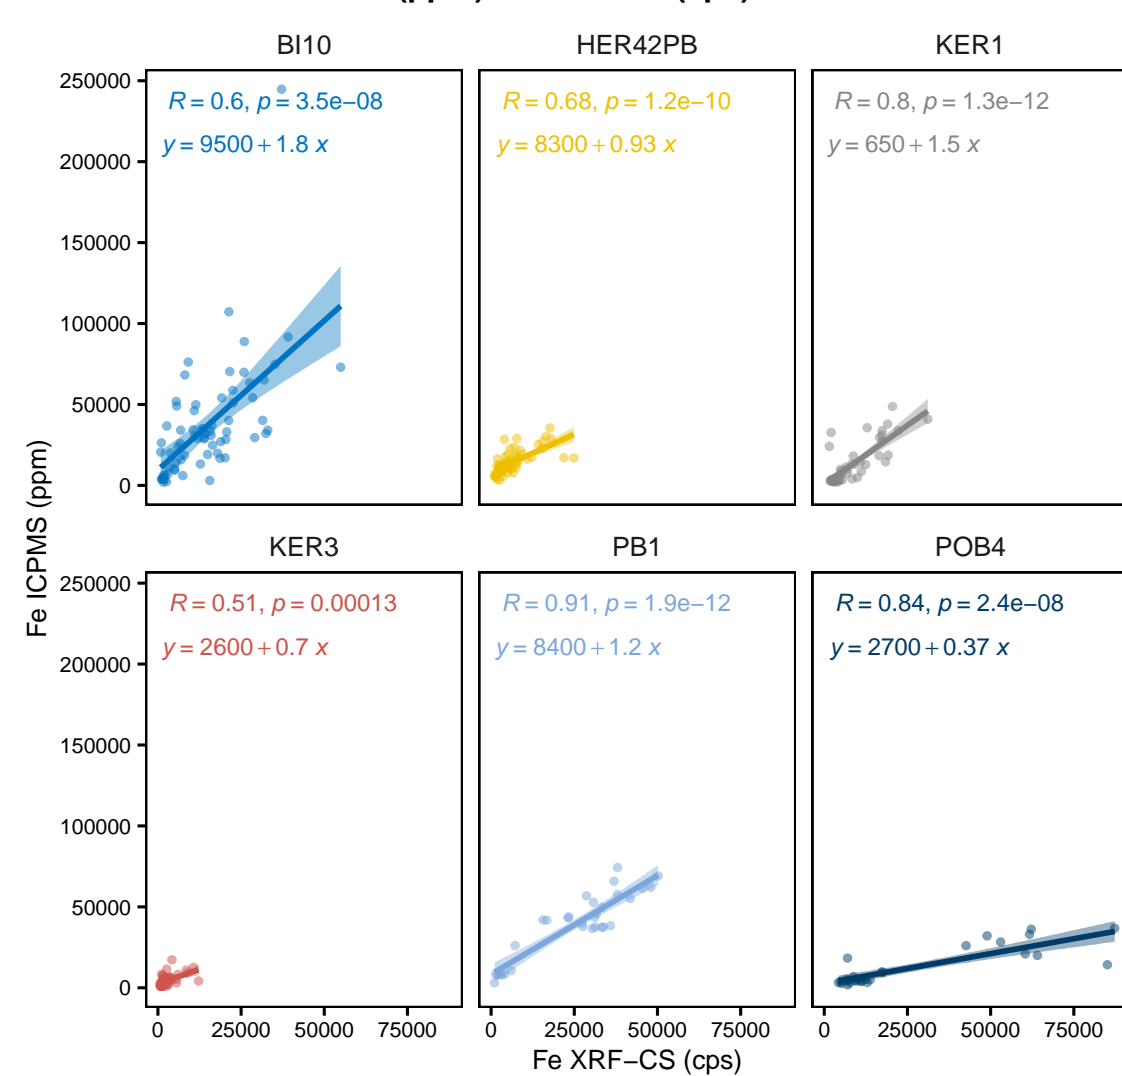 BI10 HER42PB KER1
R = 0.6, p = 3.5e−08 R = 0.68, p = 1.2e−10 R = 0.8, p = 1.3e−12
y = 9500 + 1.8 x y = 8300 + 0.93 x y = 650 + 1.5 x
250000
200000
150000
100000
50000
0
Fe ICPMS (ppm)
KER3 PB1 POB4
R = 0.51, p = 0.00013 R = 0.91, p = 1.9e−12 R = 0.84, p = 2.4e−08
y = 2600 + 0.7 x y = 8400 + 1.2 x y = 2700 + 0.37 x
250000
200000
150000
100000
50000
0
0 25000 50000 75000 0 25000 50000 75000 0 25000 50000 75000
Fe XRF−CS (cps)